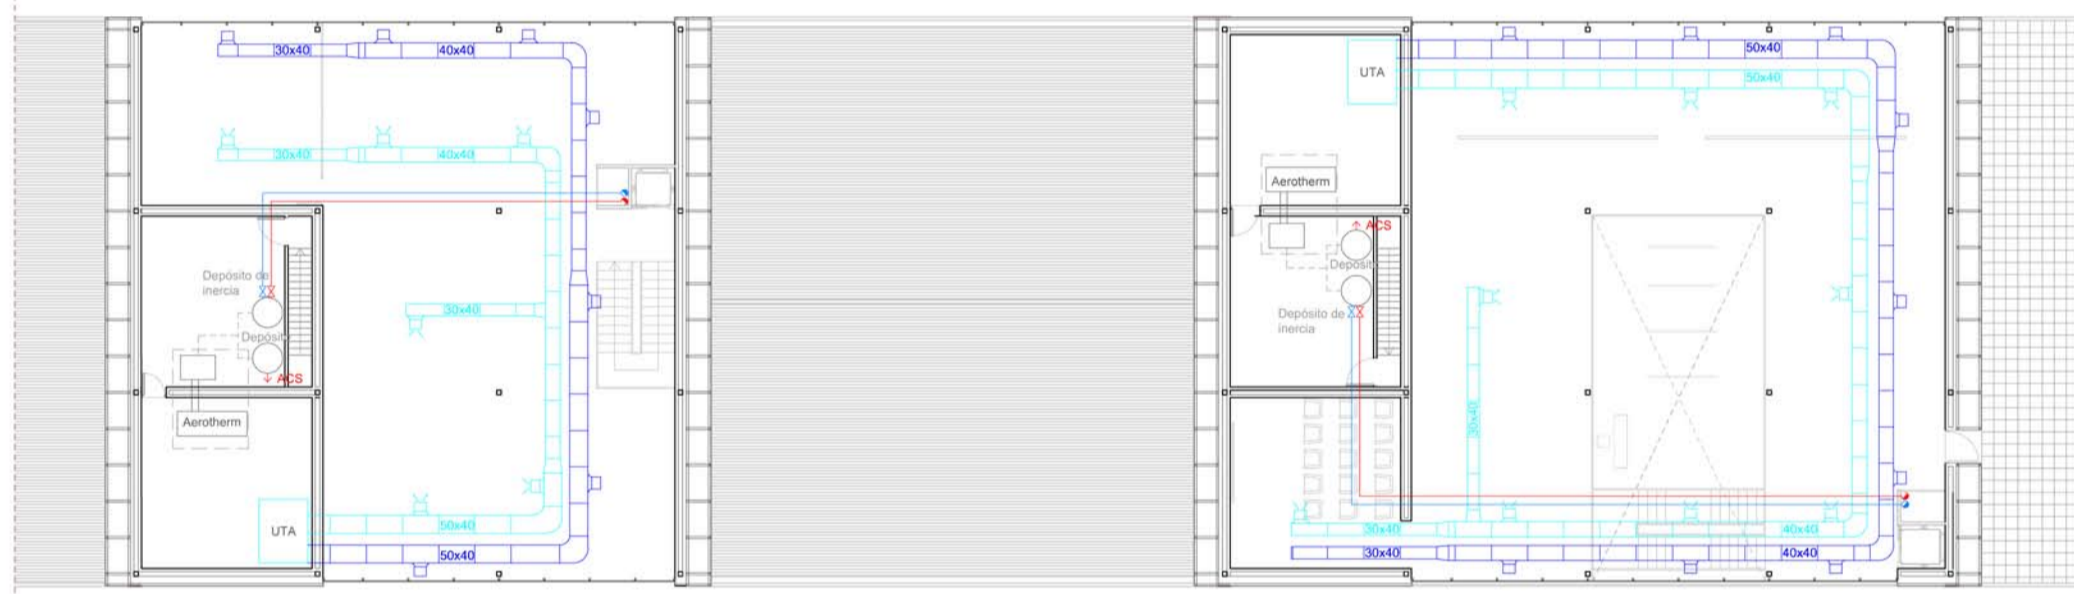 30x40
40x40
30x40
40x40
Depósito de
inercia
30x40
Depósito
ACS
Aerotherm
UTA
50x40
50x40
UTA
50x40
50x40
Aerotherm
ACS
Depósito
Depósito de
inercia
30x40
30x40
40x40
30x40
40x40